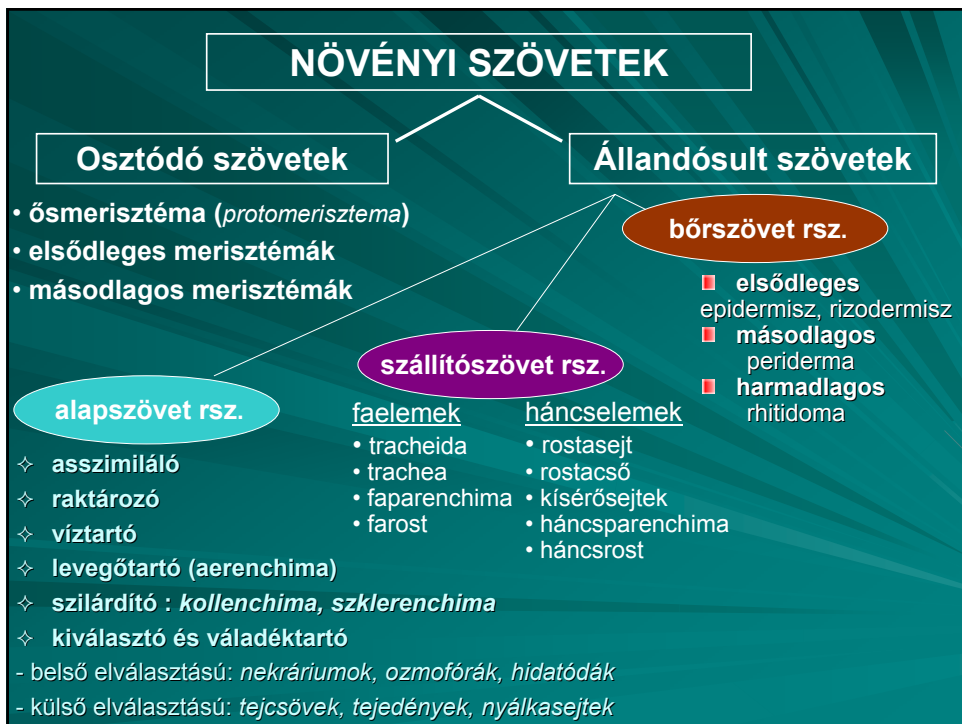 NÖVÉNYI SZÖVETEK
Osztódó szövetek
• ősmerisztéma (protomerisztema)
• elsődleges merisztémák
• másodlagos merisztémák
Állandósult szövetek
bőrszövet rsz.
elsődleges
epidermisz, rizodermisz
másodlagos
periderma
harmadlagos
rhitidoma
szállítószövet rsz.
faelemek
• tracheida
• trachea
• faparenchima
• farost
háncselemek
• rostasejt
• rostacső
• kísérősejtek
• háncsparenchima
• háncsrost
alapszövet rsz.
✧ asszimiláló
✧ raktározó
✧ víztartó
✧ levegőtartó (aerenchima)
✧ szilárdító : kollenchima, szklerenchima
✧ kiválasztó és váladéktartó
- belső elválasztású: nekráriumok, ozmofórák, hidatódák
- külső elválasztású: tejcsövek, tejedények, nyálkasejtek